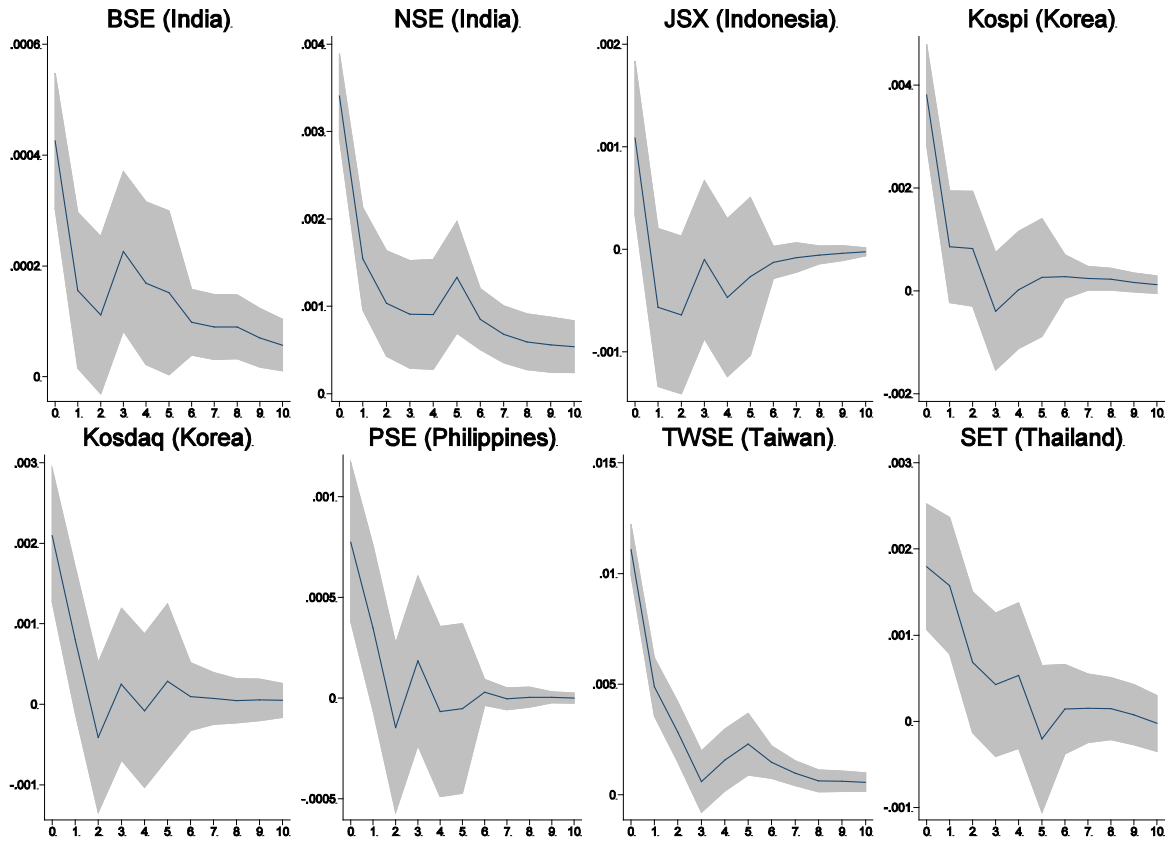 BSE (India).
NSE (India).
JSX (Indonesia).
Kospi (Korea).
.0006.
.0004.
.0002.
0.
0. 1. 2. 3. 4. 5. 6. 7. 8. 9. 10.
.004.
.003.
.002.
.001.
0.
0. 1. 2. 3. 4. 5. 6. 7. 8. 9. 10.
.002.
.001.
0.
-.001.
0. 1. 2. 3. 4. 5. 6. 7. 8. 9. 10.
.004.
.002.
0.
-.002.
0. 1. 2. 3. 4. 5. 6. 7. 8. 9. 10.
Kosdaq (Korea).
PSE (Philippines).
TWSE (Taiwan).
SET (Thailand).
.003.
.002.
.001.
0.
-.001.
0. 1. 2. 3. 4. 5. 6. 7. 8. 9. 10.
.001.
.0005.
0.
-.0005.
0. 1. 2. 3. 4. 5. 6. 7. 8. 9. 10.
.015.
.01.
.005.
0.
0. 1. 2. 3. 4. 5. 6. 7. 8. 9. 10.
.003.
.002.
.001.
0.
-.001.
0. 1. 2. 3. 4. 5. 6. 7. 8. 9. 10.